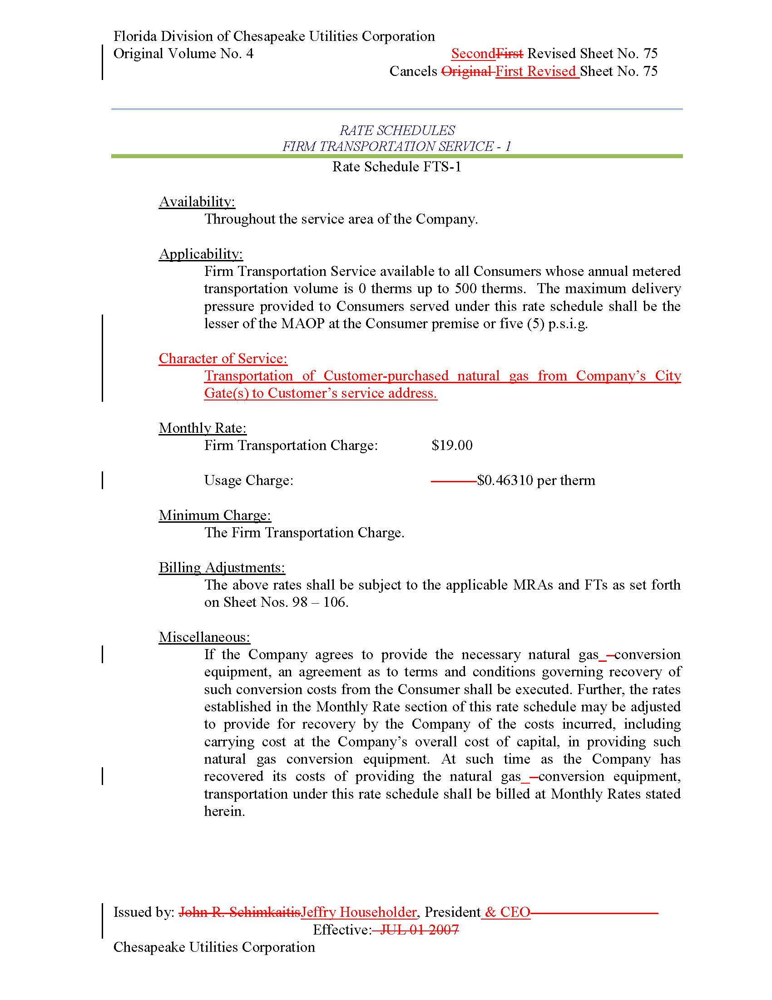 Florida Division of Chesapeake Utilities Corporation
Original Volume No. 4 SecondFirst Revised Sheet No. 75
Cancels Original First Revised Sheet No. 75
RATE SCHEDULES
FIRM TRANSPORTATION SERVICE - 1
Rate Schedule FTS-1
Availability:
Throughout the service area of the Company.
Applicability:
Firm Transportation Service available to all Consumers whose annual metered
transportation volume is 0 therms up to 500 therms. The maximum delivery
pressure provided to Consumers served under this rate schedule shall be the
lesser of the MAOP at the Consumer premise or five (5) p.s.i.g.
Character of Service:
Transportation of Customer-purchased natural gas from Company's City
Gate(s) to Customer's service address.
Monthly Rate:
Firm Transportation Charge: $19.00
Usage Charge: $0.46310 per therm
Minimum Charge:
The Firm Transportation Charge.
Billing Adjustments:
The above rates shall be subject to the applicable MRAs and FTs as set forth
on Sheet Nos. 98 – 106.
Miscellaneous:
If the Company agrees to provide the necessary natural gas conversion
equipment, an agreement as to terms and conditions governing recovery of
such conversion costs from the Consumer shall be executed. Further, the rates
established in the Monthly Rate section of this rate schedule may be adjusted
to provide for recovery by the Company of the costs incurred, including
carrying cost at the Company's overall cost of capital, in providing such
natural gas conversion equipment. At such time as the Company has
recovered its costs of providing the natural gas conversion equipment,
transportation under this rate schedule shall be billed at Monthly Rates stated
herein.
Issued by: John R. SchimkaitisJeffry Householder, President & CEO
Effective: JUL 01 2007
Chesapeake Utilities Corporation